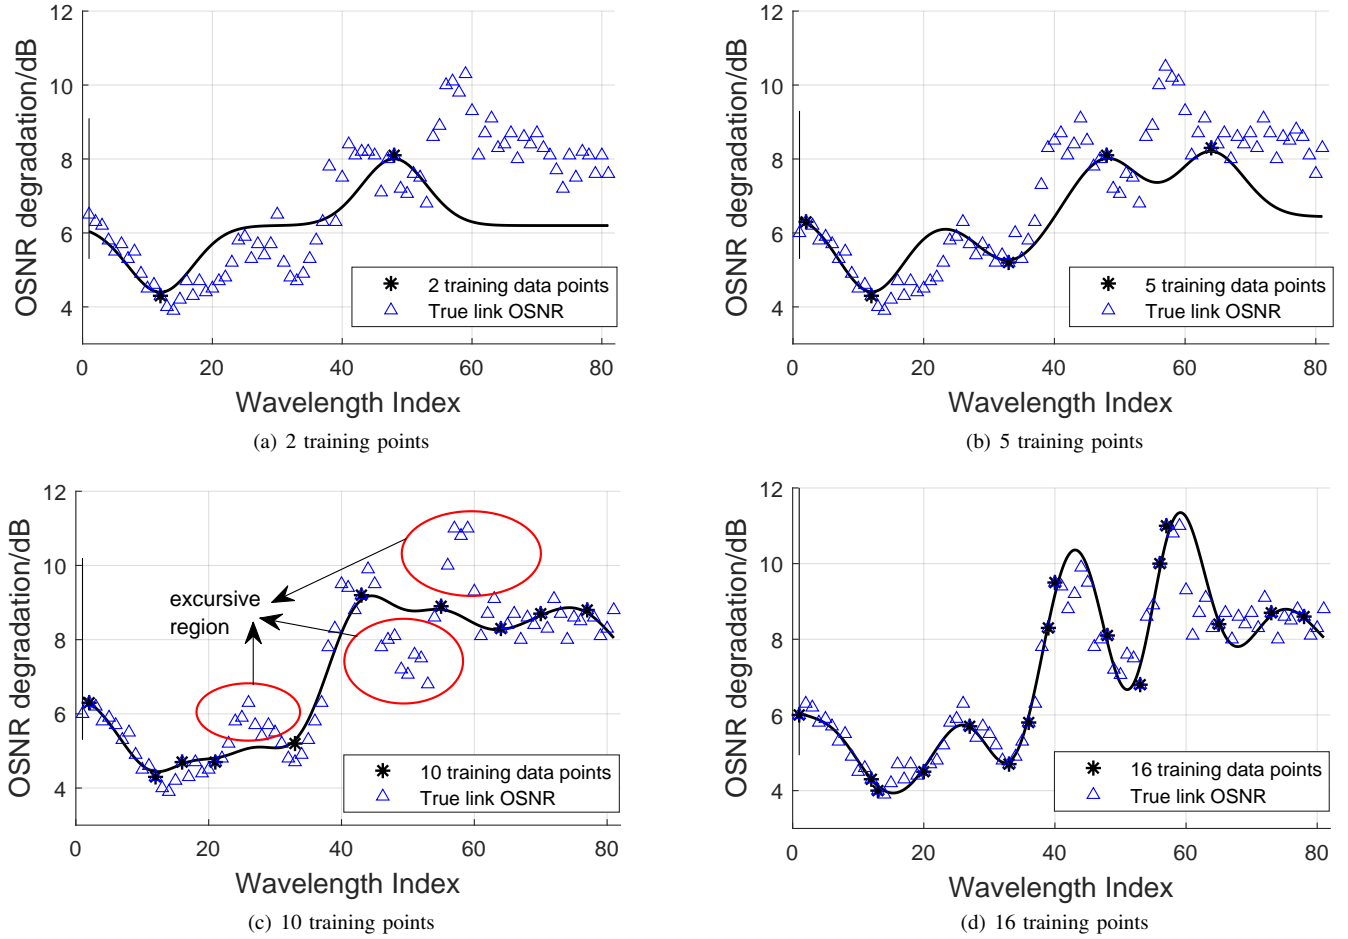 12
10
8
6
4
0
20
40
60
80
OSNR degradation/dB
2 training data points
True link OSNR
Wavelength Index
(a) 2 training points
12
10
8
6
4
0
20
40
60
80
OSNR degradation/dB
5 training data points
True link OSNR
Wavelength Index
(b) 5 training points
12
10
8
6
4
0
20
40
60
80
OSNR degradation/dB
excursive
region
10 training data points
True link OSNR
Wavelength Index
(c) 10 training points
12
10
8
6
4
0
20
40
60
80
OSNR degradation/dB
16 training data points
True link OSNR
Wavelength Index
(d) 16 training points